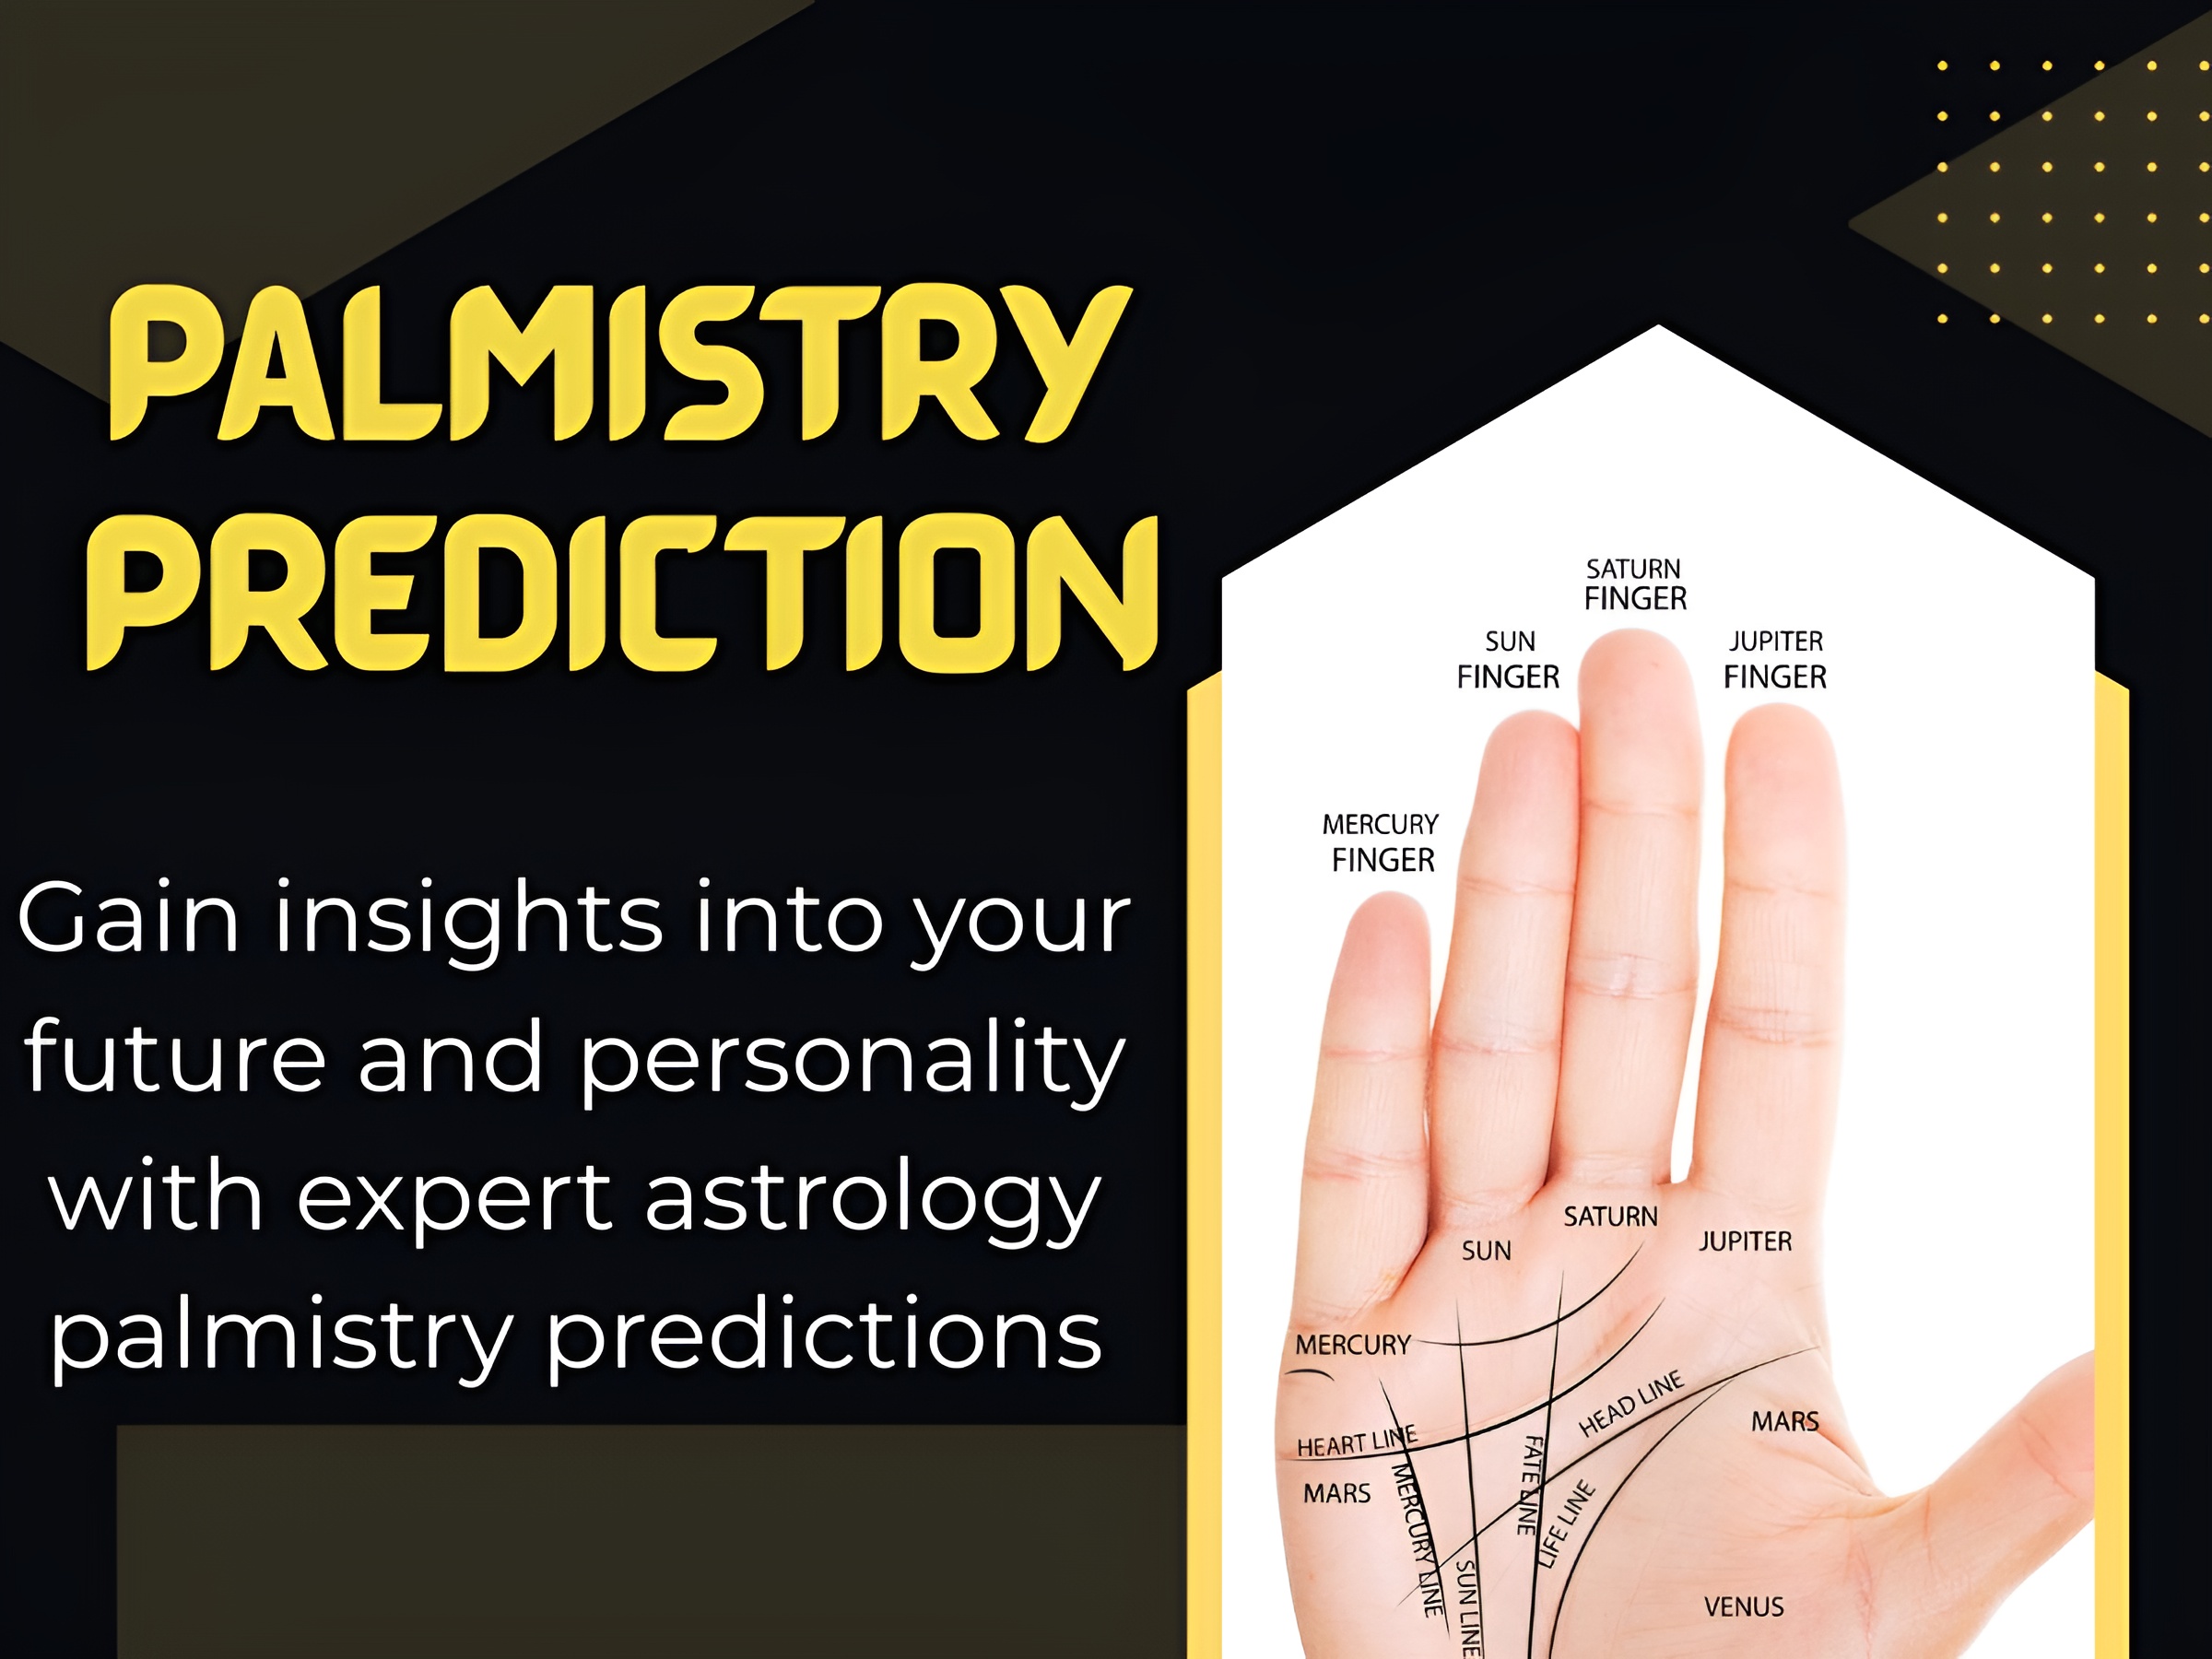 PALMISTRY
PREDICTION
Gain insights into your
future and personality
with expert astrology
palmistry predictions
SATURN
FINGER
SUN
FINGER
JUPITER
FINGER
MERCURY
FINGER
SATURN
SUN
JUPITER
MERCURY
HEAD LINE
MARS
HEART LINE
MARS
MERCURY LINE
FATE LINE
LIFE LINE
SUN LINE
VENUS